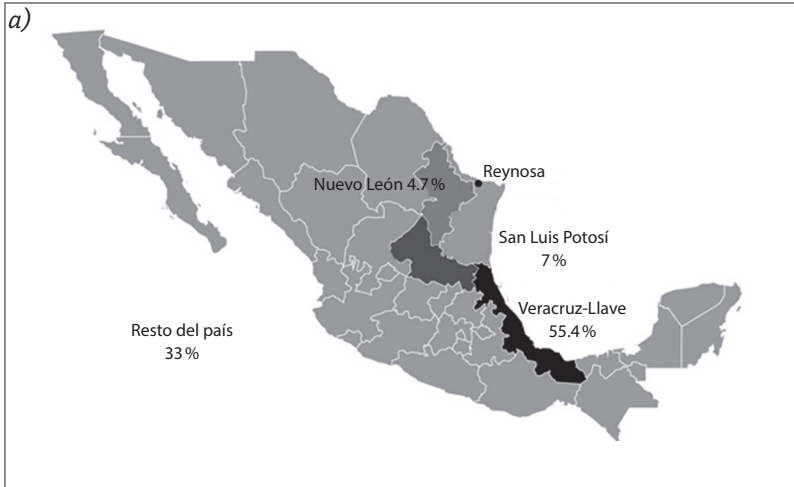 a)
Nuevo León 4.7 %
Reynosa
San Luis Potosí
7 %
Veracruz-Llave
55.4 %
Resto del país
33 %